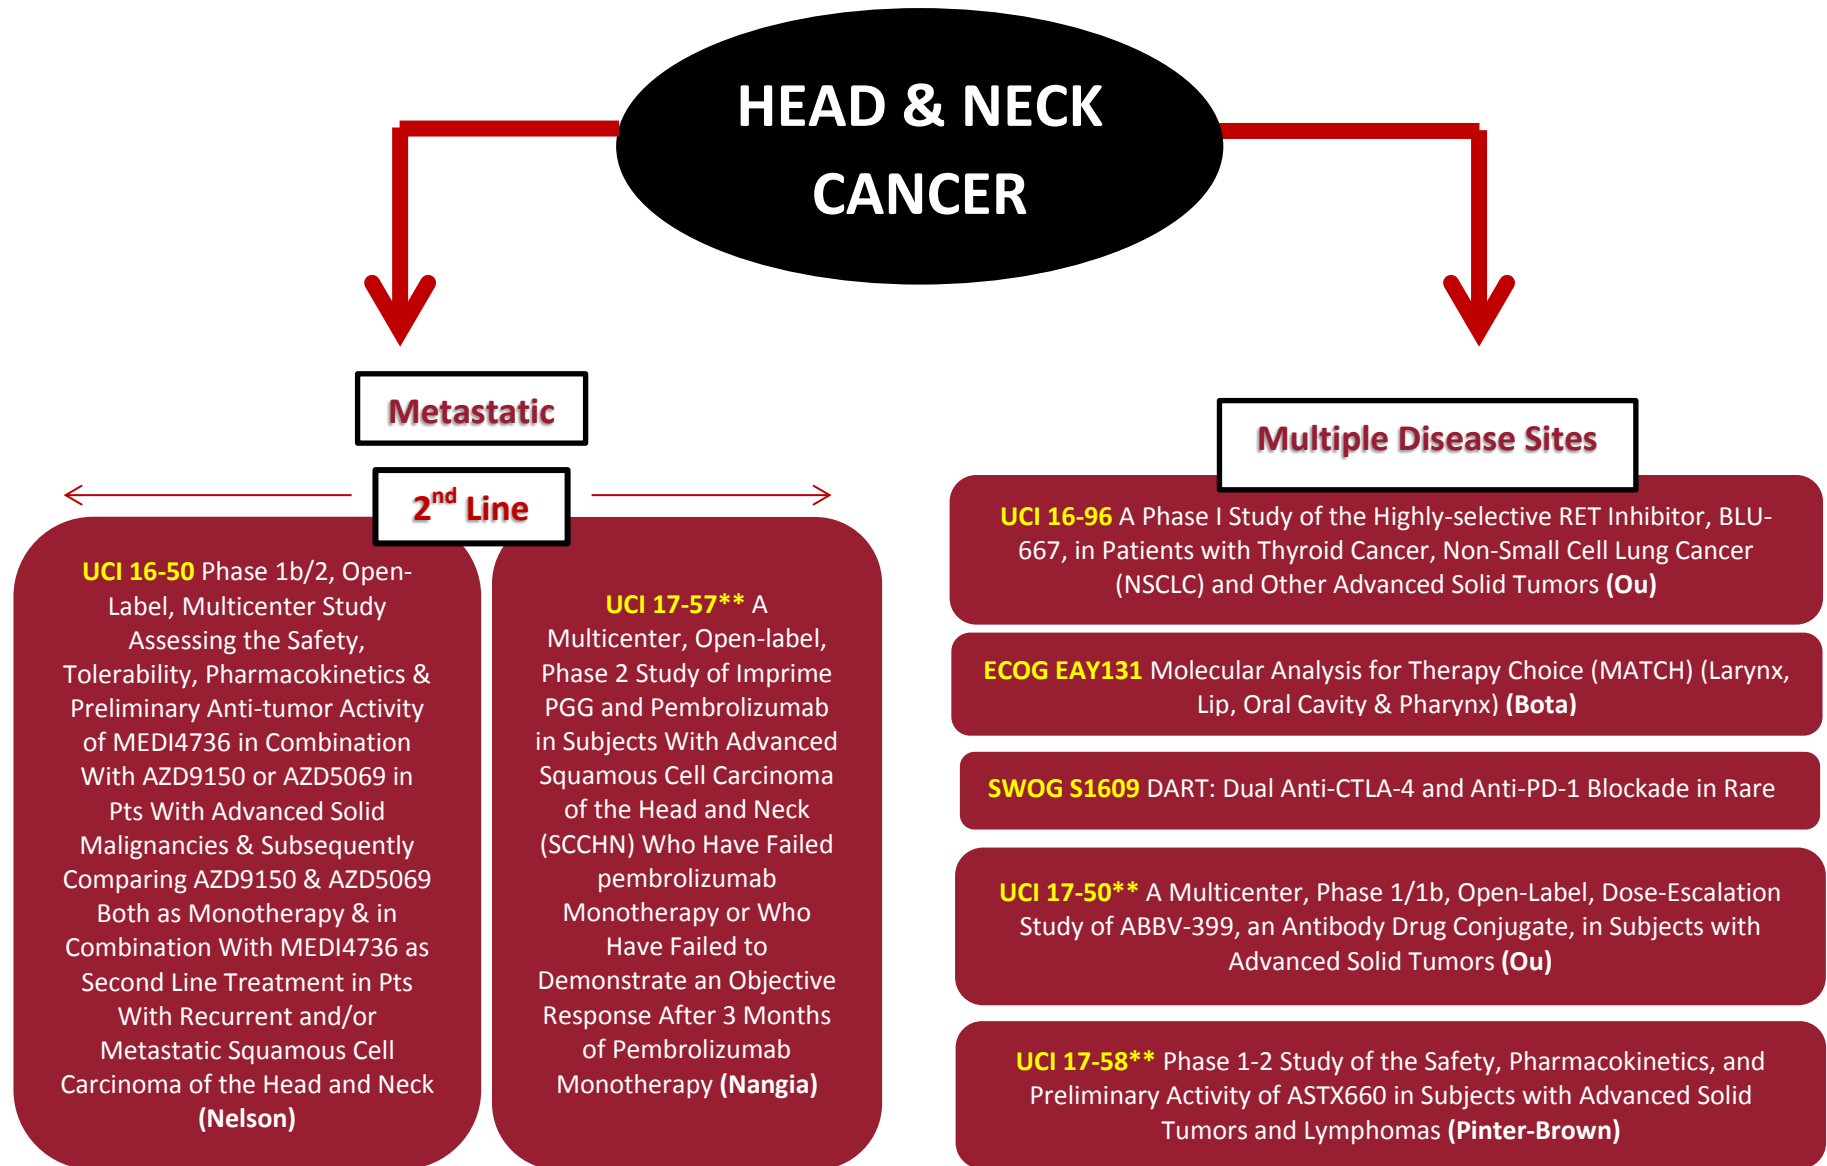 HEAD & NECK
CANCER
Metastatic
2nd Line
UCI 16-50 Phase 1b/2, Open-
Label, Multicenter Study
Assessing the Safety,
Tolerability, Pharmacokinetics &
Preliminary Anti-tumor Activity
of MEDI4736 in Combination
With AZD9150 or AZD5069 in
Pts With Advanced Solid
Malignancies & Subsequently
Comparing AZD9150 & AZD5069
Both as Monotherapy & in
Combination With MEDI4736 as
Second Line Treatment in Pts
With Recurrent and/or
Metastatic Squamous Cell
Carcinoma of the Head and Neck
(Nelson)
UCI 17-57** A
Multicenter, Open-label,
Phase 2 Study of Imprime
PGG and Pembrolizumab
in Subjects With Advanced
Squamous Cell Carcinoma
of the Head and Neck
(SCCHN) Who Have Failed
pembrolizumab
Monotherapy or Who
Have Failed to
Demonstrate an Objective
Response After 3 Months
of Pembrolizumab
Monotherapy (Nangia)
Multiple Disease Sites
UCI 16-96 A Phase I Study of the Highly-selective RET Inhibitor, BLU-
667, in Patients with Thyroid Cancer, Non-Small Cell Lung Cancer
(NSCLC) and Other Advanced Solid Tumors (Ou)
ECOG EAY131 Molecular Analysis for Therapy Choice (MATCH) (Larynx,
Lip, Oral Cavity & Pharynx) (Bota)
SWOG S1609 DART: Dual Anti-CTLA-4 and Anti-PD-1 Blockade in Rare
UCI 17-50** A Multicenter, Phase 1/1b, Open-Label, Dose-Escalation
Study of ABBV-399, an Antibody Drug Conjugate, in Subjects with
Advanced Solid Tumors (Ou)
UCI 17-58** Phase 1-2 Study of the Safety, Pharmacokinetics, and
Preliminary Activity of ASTX660 in Subjects with Advanced Solid
Tumors and Lymphomas (Pinter-Brown)